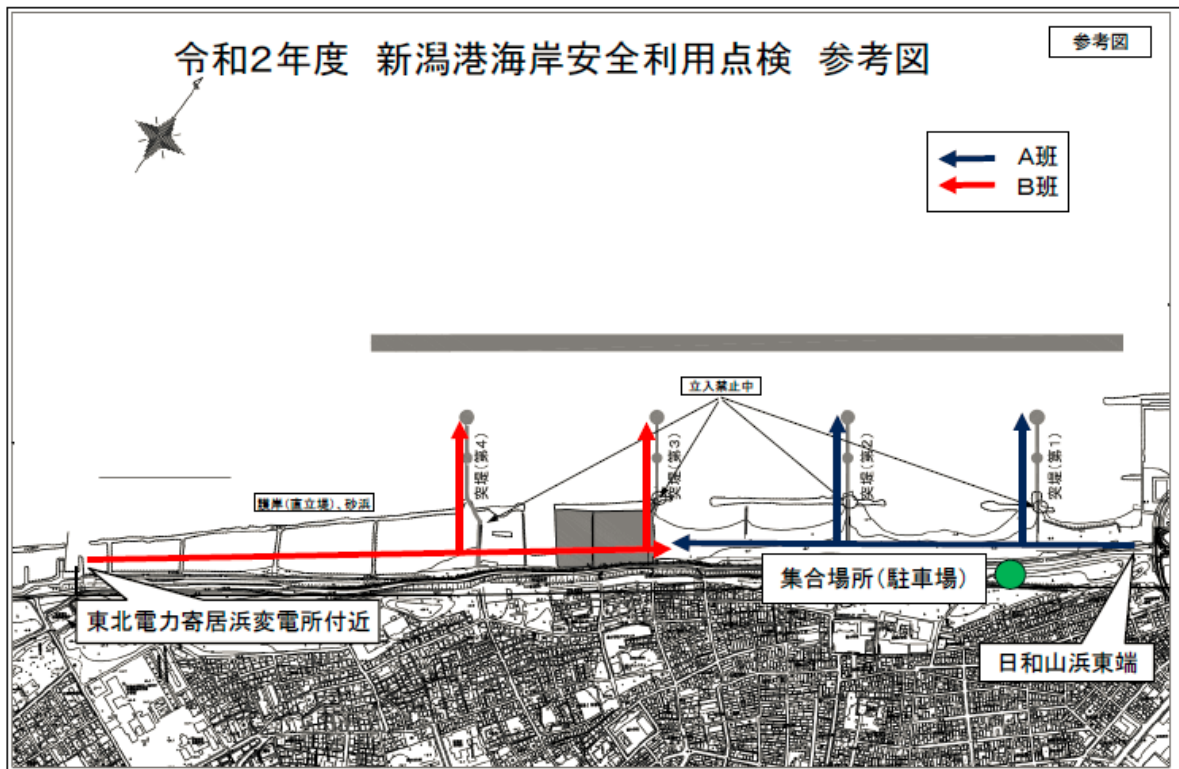 令和2年度 新潟港海岸安全利用点検 参考図
参考図
A班
B班
立入禁止中
突堤(第4)
突堤(第3)
突堤(第2)
突堤(第1)
護岸(直立堤)、砂浜
集合場所(駐車場)
東北電力寄居浜変電所付近
日和山浜東端